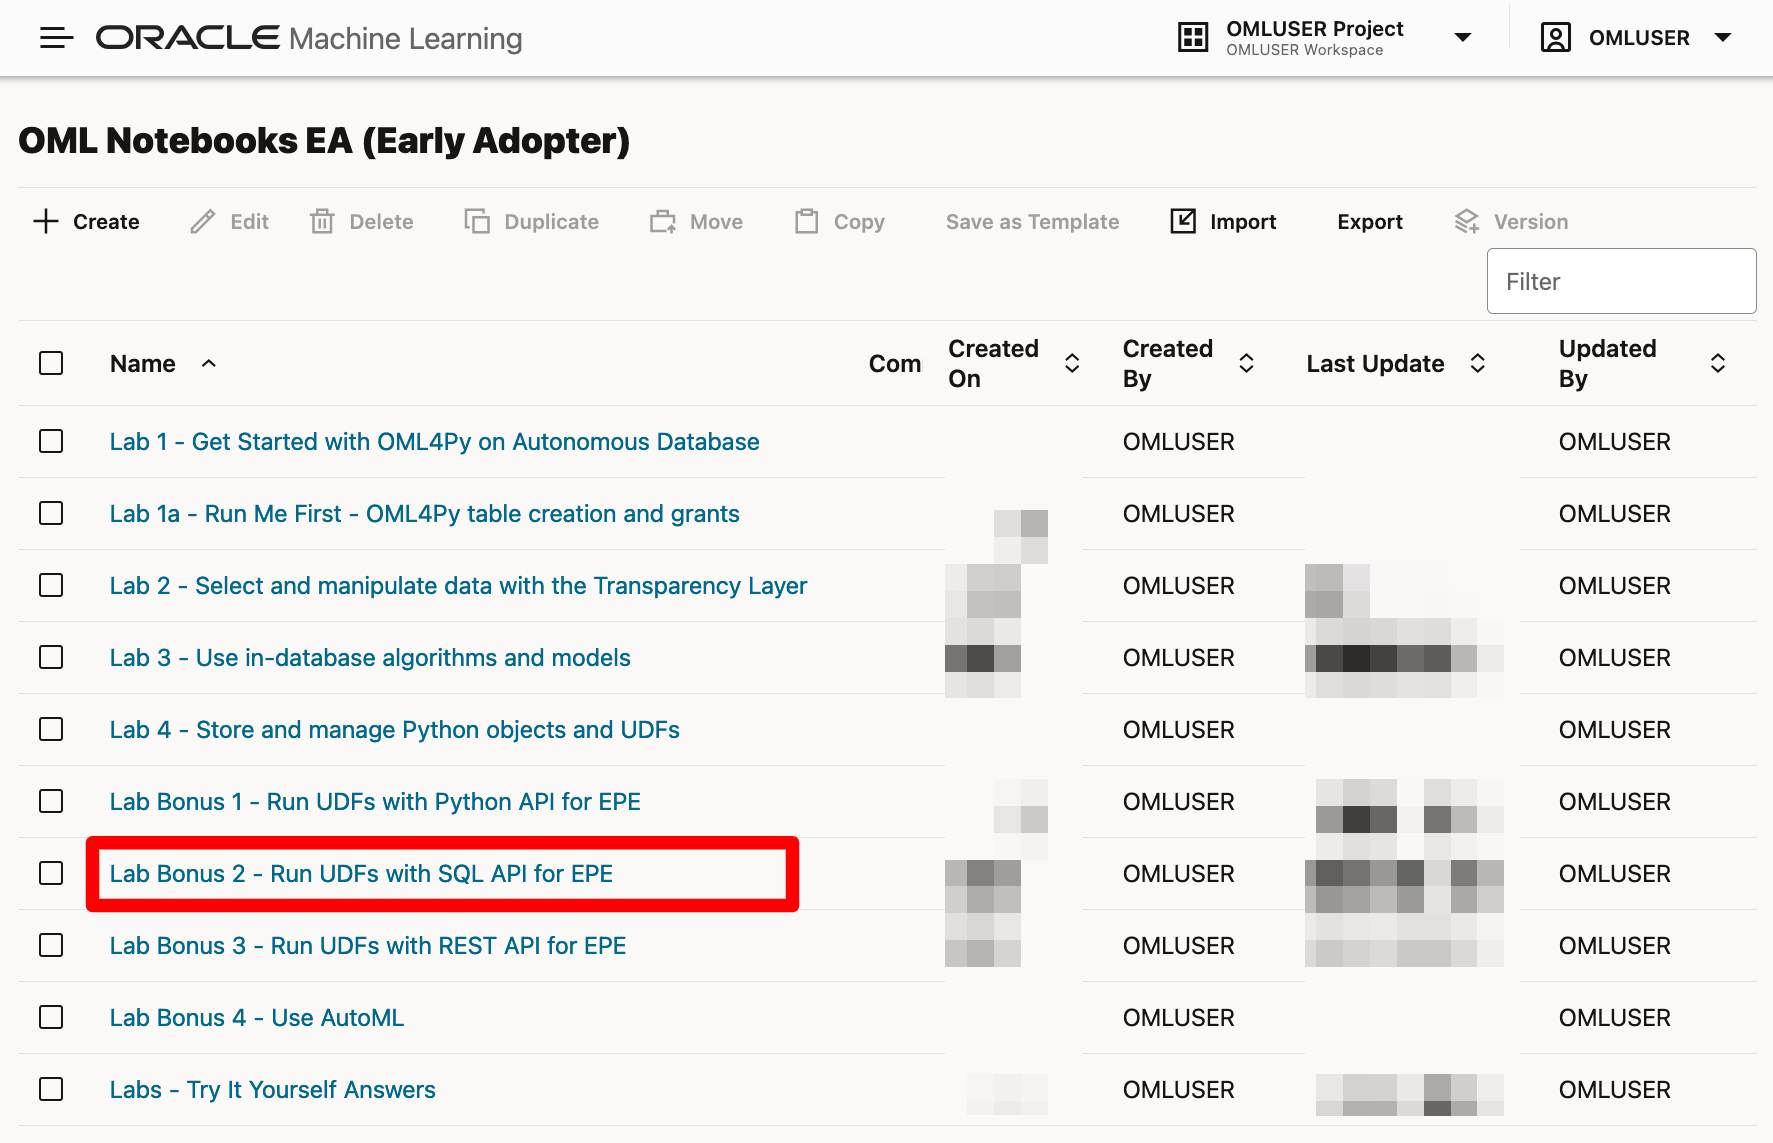 ORACLE Machine Learning
OMLUSER Project
OMLUSER Workspace
OMLUSER
OML Notebooks EA (Early Adopter)
Create Edit Delete Duplicate Move Copy Save as Template Import Export Version
Filter
Name Com Created On Created By Last Update Updated By
Lab 1 - Get Started with OML4Py on Autonomous Database OMLUSER OMLUSER
Lab 1a - Run Me First - OML4Py table creation and grants OMLUSER OMLUSER
Lab 2 - Select and manipulate data with the Transparency Layer OMLUSER OMLUSER
Lab 3 - Use in-database algorithms and models OMLUSER OMLUSER
Lab 4 - Store and manage Python objects and UDFs OMLUSER OMLUSER
Lab Bonus 1 - Run UDFs with Python API for EPE OMLUSER OMLUSER
Lab Bonus 2 - Run UDFs with SQL API for EPE OMLUSER OMLUSER
Lab Bonus 3 - Run UDFs with REST API for EPE OMLUSER OMLUSER
Lab Bonus 4 - Use AutoML OMLUSER OMLUSER
Labs - Try It Yourself Answers OMLUSER OMLUSER